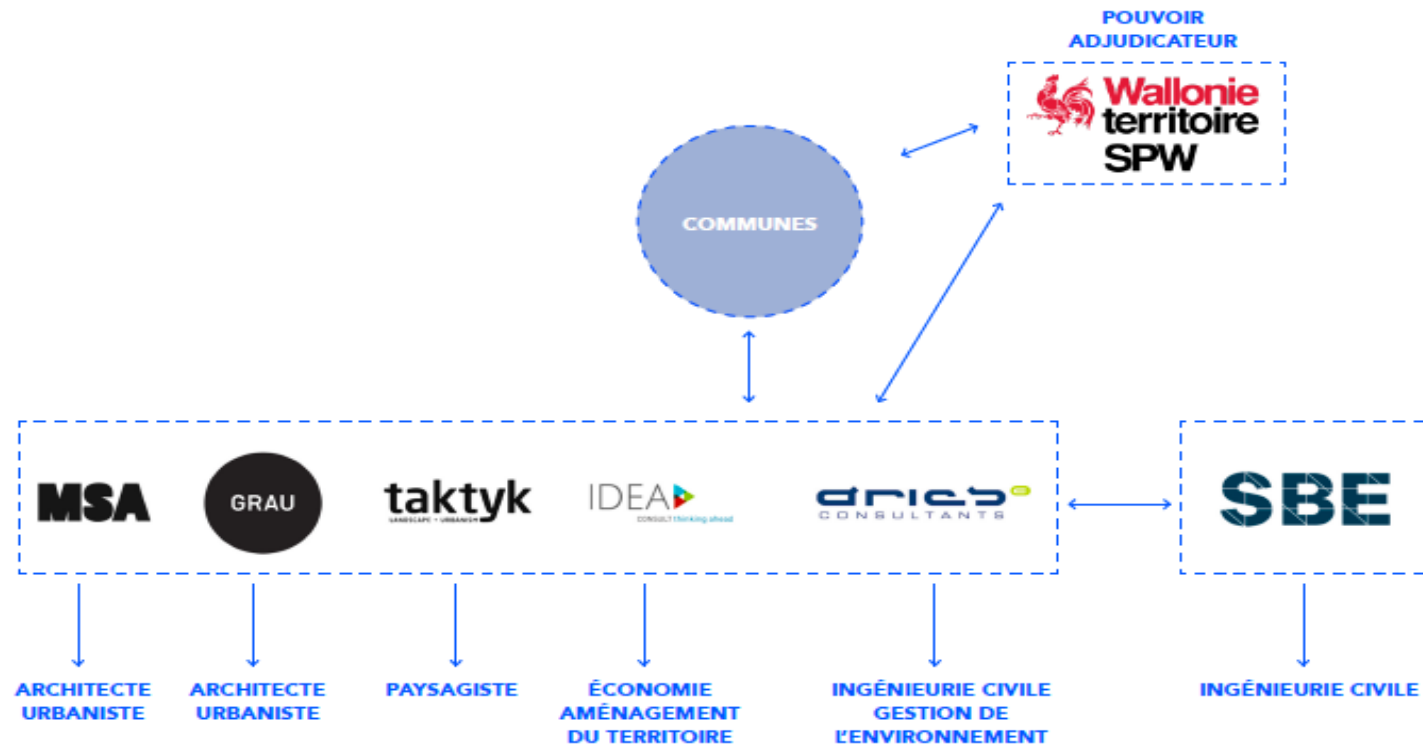 POUVOIR
ADJUDICATEUR
Wallonie
territoire
SPW
COMMUNES
MSA
GRAU
taktyk
LANDSCAPE + URBANISM
IDEA
CONSULT thinking ahead
dries
CONSULTANTS
SBE
ARCHITECTE
URBANISTE
ARCHITECTE
URBANISTE
PAYSAGISTE
ÉCONOMIE
AMÉNAGEMENT
DU TERRITOIRE
INGÉNIEURIE CIVILE
GESTION DE
L'ENVIRONNEMENT
INGÉNIEURIE CIVILE